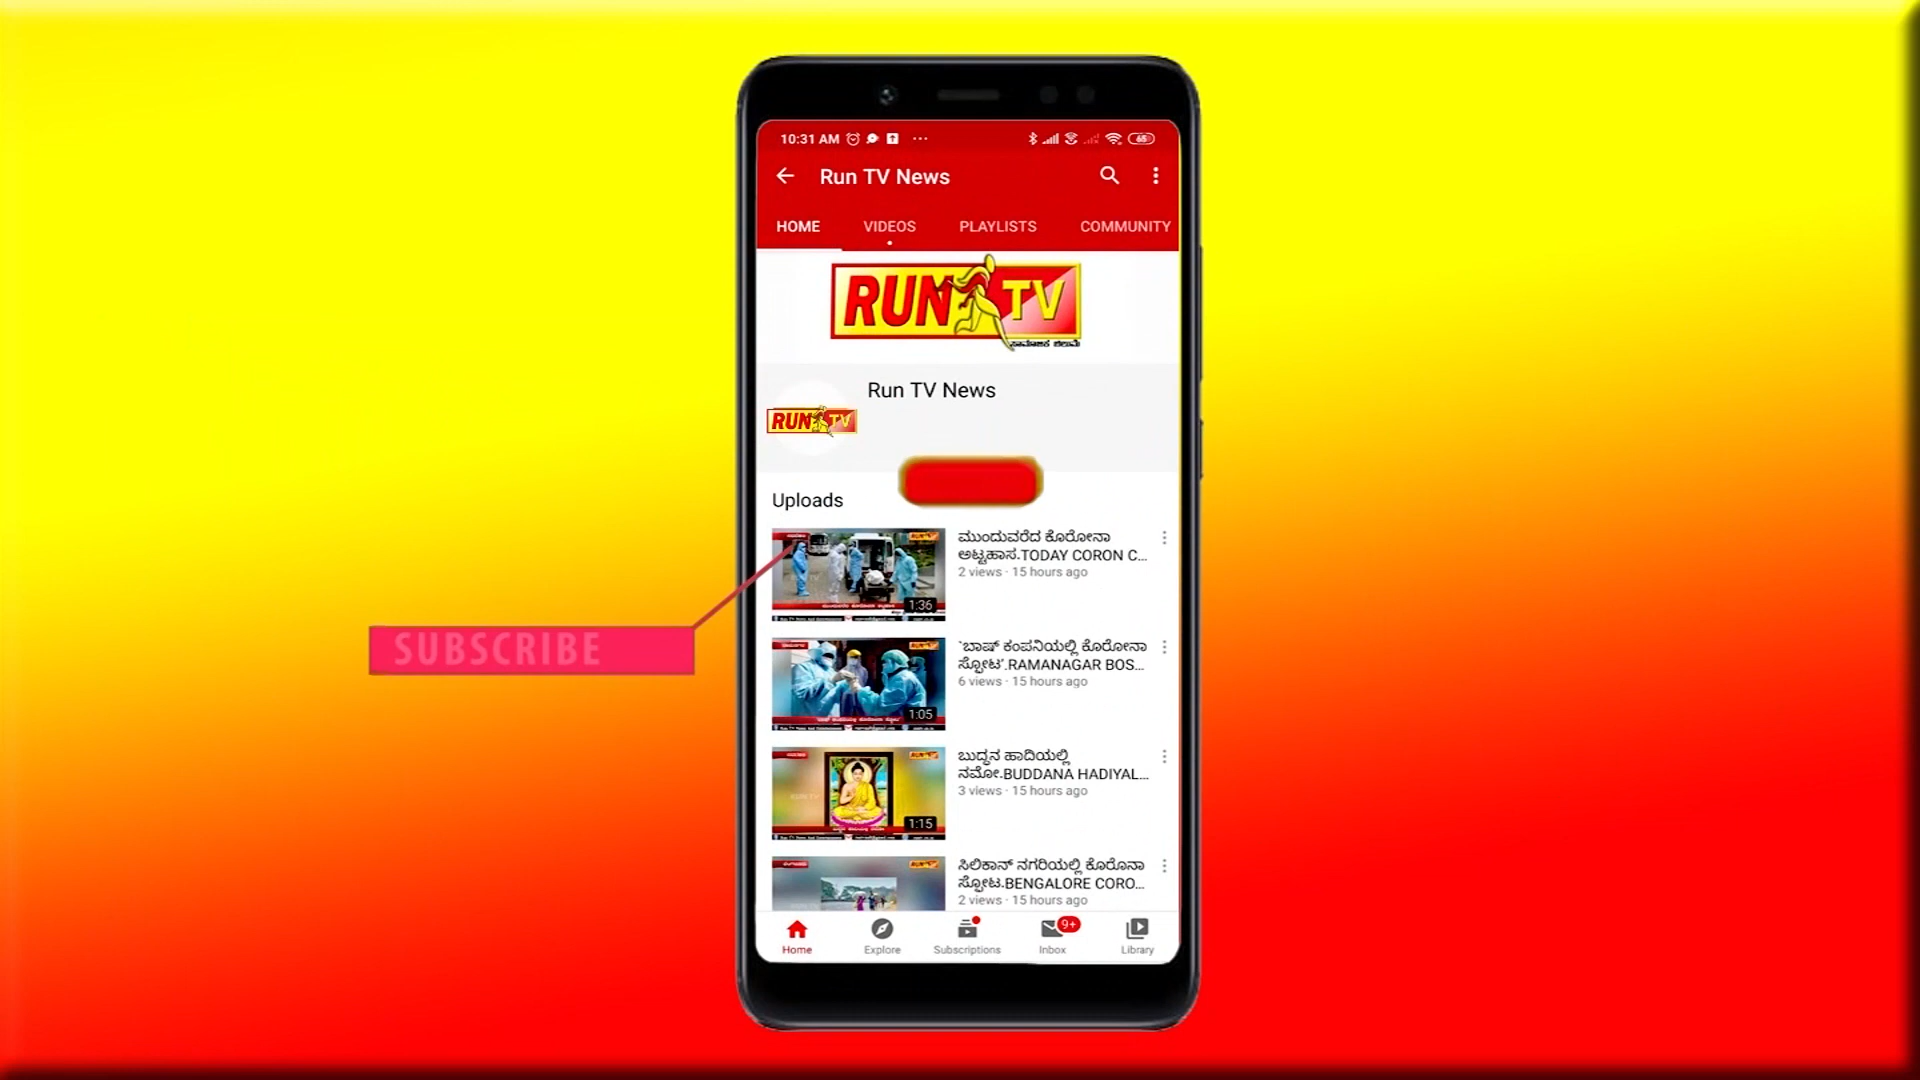 10:31 AM
65
Run TV News
HOME VIDEOS PLAYLISTS COMMUNITY
RUN TV
ಸಾಮಾಜಿಕ ಚಿಲುಮೆ
Run TV News
RUN TV
Uploads
ಮುಂದುವರೆದ ಕೊರೋನಾ
ಅಟ್ಟಹಾಸ.TODAY CORON C...
2 views · 15 hours ago
1:36
SUBSCRIBE
`ಬಾಷ್ ಕಂಪನಿಯಲ್ಲಿ ಕೊರೋನಾ
ಸ್ಫೋಟ'.RAMANAGAR BOS...
6 views · 15 hours ago
1:05
ಬುದ್ಧನ ಹಾದಿಯಲ್ಲಿ
ನಮೋ.BUDDANA HADIYAL...
3 views · 15 hours ago
1:15
ಸಿಲಿಕಾನ್ ನಗರಿಯಲ್ಲಿ ಕೊರೊನಾ
ಸ್ಫೋಟ.BENGALORE CORO...
2 views · 15 hours ago
9+
Home Explore Subscriptions Inbox Library